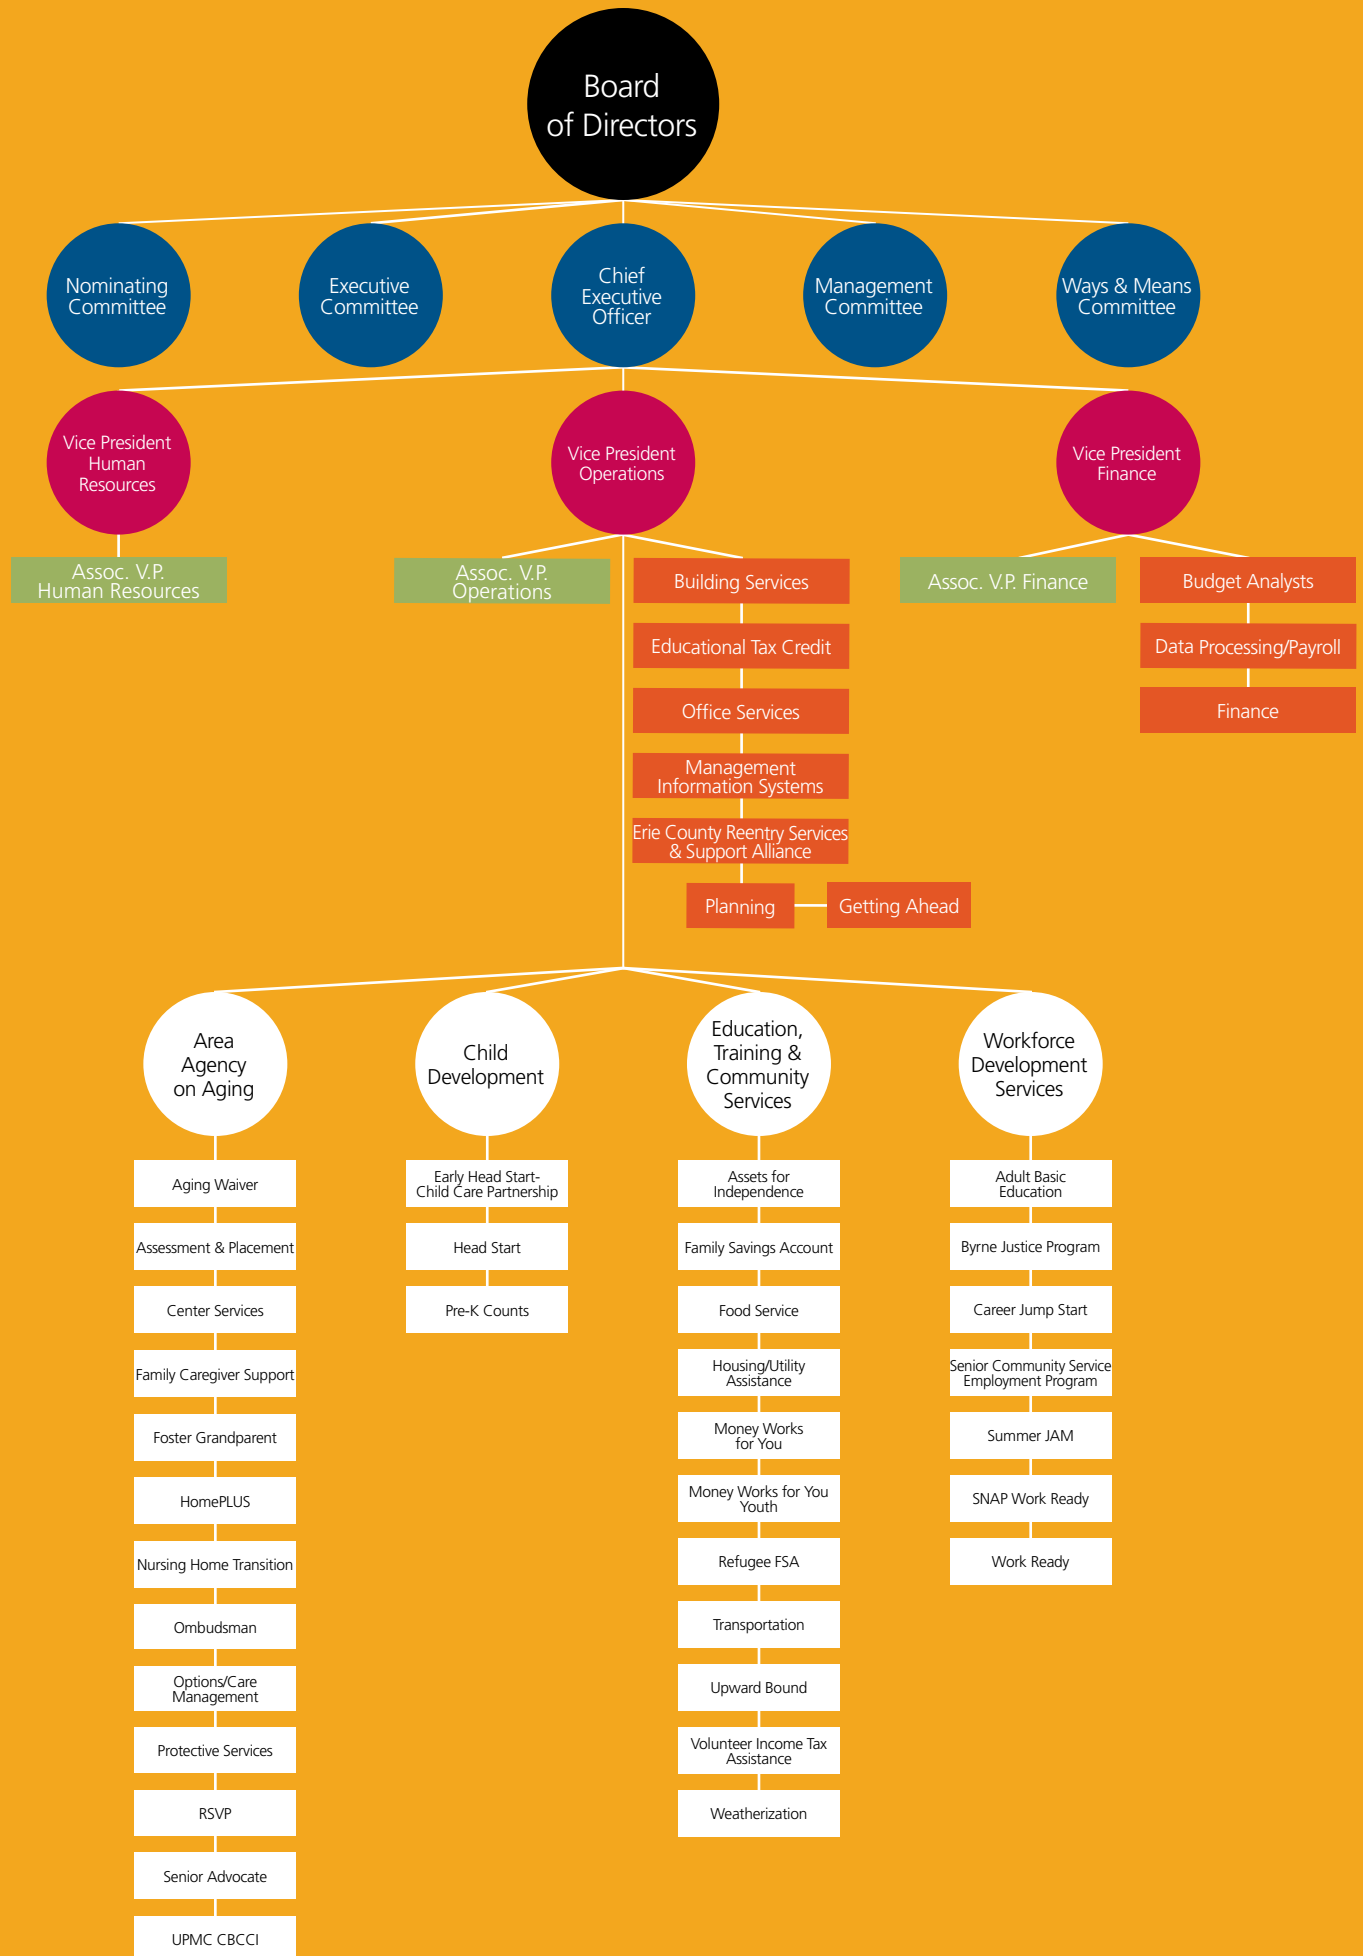 Board
of Directors
Nominating
Committee
Executive
Committee
Chief
Executive
Officer
Management
Committee
Ways & Means
Committee
Vice President
Human
Resources
Vice President
Operations
Vice President
Finance
Assoc. V.P.
Human Resources
Assoc. V.P.
Operations
Building Services
Educational Tax Credit
Office Services
Management
Information Systems
Erie County Reentry Services
& Support Alliance
Planning
Getting Ahead
Assoc. V.P. Finance
Budget Analysts
Data Processing/Payroll
Finance
Area
Agency
on Aging
Aging Waiver
Assessment & Placement
Center Services
Family Caregiver Support
Foster Grandparent
HomePLUS
Nursing Home Transition
Ombudsman
Options/Care
Management
Protective Services
RSVP
Senior Advocate
UPMC CBCCI
Child
Development
Early Head Start-
Child Care Partnership
Head Start
Pre-K Counts
Education,
Training &
Community
Services
Assets for
Independence
Family Savings Account
Food Service
Housing/Utility
Assistance
Money Works
for You
Money Works for You
Youth
Refugee FSA
Transportation
Upward Bound
Volunteer Income Tax
Assistance
Weatherization
Workforce
Development
Services
Adult Basic
Education
Byrne Justice Program
Career Jump Start
Senior Community Service
Employment Program
Summer JAM
SNAP Work Ready
Work Ready